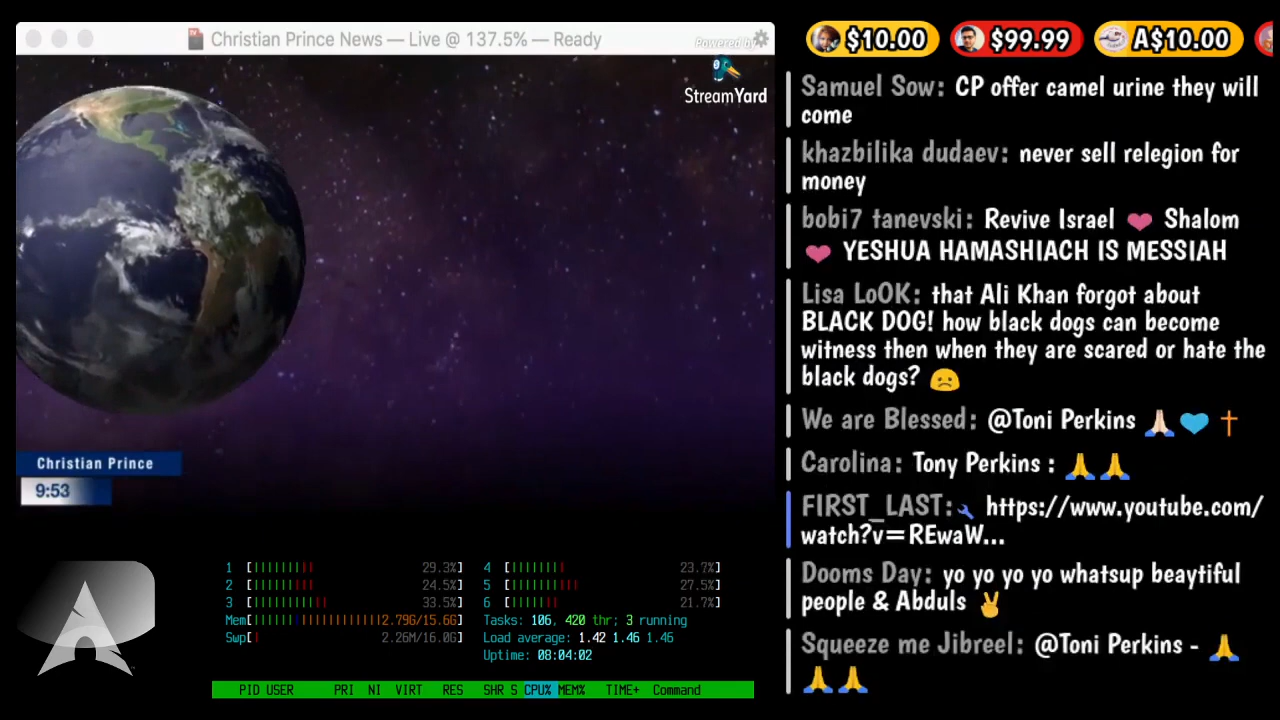 Christian Prince News — Live @ 137.5% — Ready
Powered by
StreamYard
Christian Prince
9:53
1 [|||||||||| 29.3%]
2 [|||||||||| 24.5%]
3 [|||||||||||| 33.5%]
Mem[||||||||||||||||||||||2.79G/15.6G]
Swp[| 2.26M/16.0G]
4 [||||||||| 23.7%]
5 [||||||||||| 27.5%]
6 [|||||||| 21.7%]
Tasks: 106, 420 thr; 3 running
Load average: 1.42 1.46 1.46
Uptime: 08:04:02
PID USER PRI NI VIRT RES SHR S CPU% MEM% TIME+ Command
$10.00 $99.99 A$10.00
Samuel Sow: CP offer camel urine they will
come
khazbilika dudaev: never sell relegion for
money
bobi7 tanevski: Revive Israel ❤ Shalom
❤ YESHUA HAMASHIACH IS MESSIAH
Lisa LoOK: that Ali Khan forgot about
BLACK DOG! how black dogs can become
witness then when they are scared or hate the
black dogs? ☹
We are Blessed: @Toni Perkins 🙏🏻💙✝
Carolina: Tony Perkins : 🙏🙏
FIRST_LAST:🔧 https://www.youtube.com/
watch?v=REwaW...
Dooms Day: yo yo yo yo whatsup beaytiful
people & Abduls ✌
Squeeze me Jibreel: @Toni Perkins - 🙏
🙏🙏